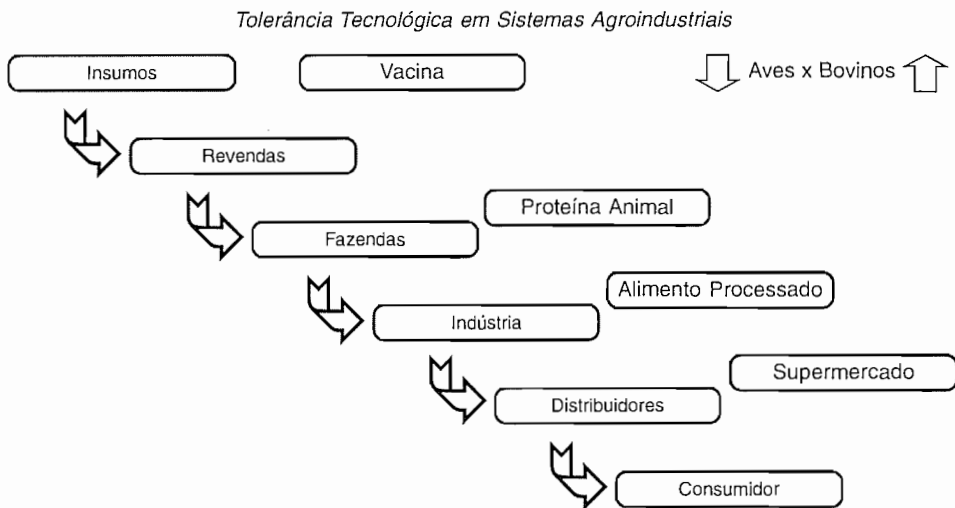 Tolerância Tecnológica em Sistemas Agroindustriais
Insumos
Vacina
Aves x Bovinos
Revendas
Proteína Animal
Fazendas
Alimento Processado
Indústria
Supermercado
Distribuidores
Consumidor